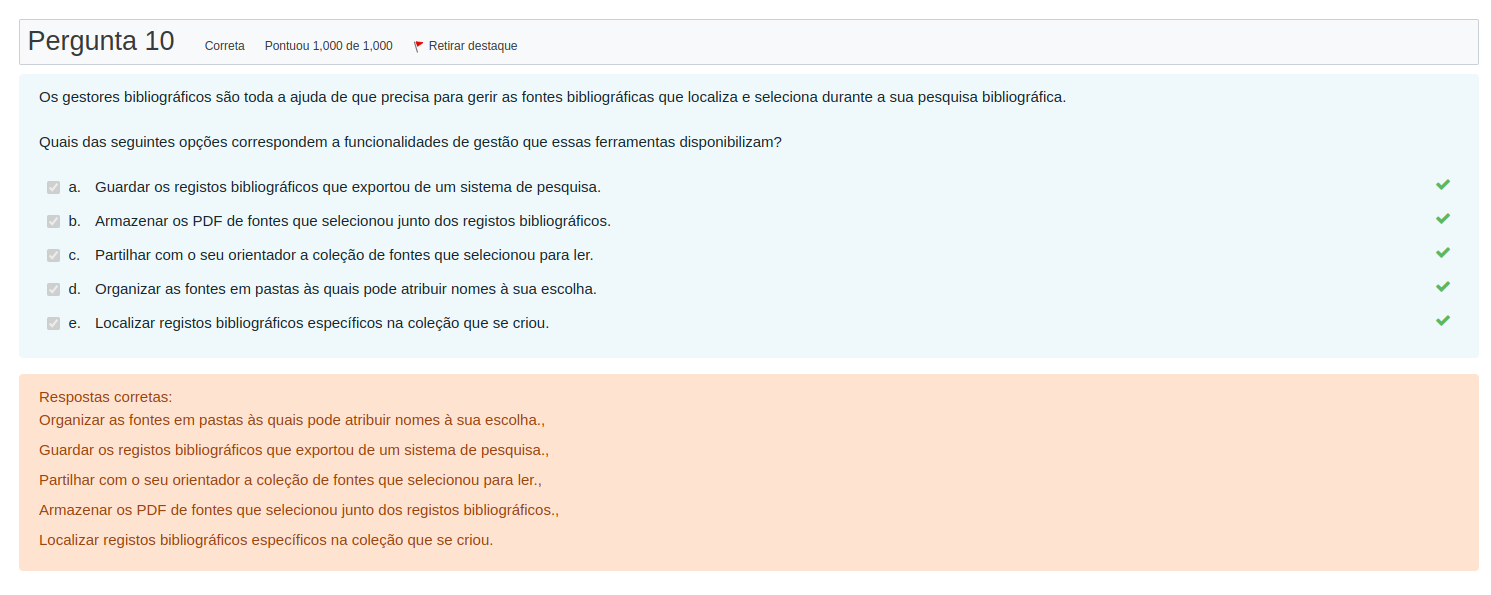 Pergunta 10 Correta Pontuou 1,000 de 1,000 Retirar destaque
Os gestores bibliográficos são toda a ajuda de que precisa para gerir as fontes bibliográficas que localiza e seleciona durante a sua pesquisa bibliográfica.
Quais das seguintes opções correspondem a funcionalidades de gestão que essas ferramentas disponibilizam?
a. Guardar os registos bibliográficos que exportou de um sistema de pesquisa.
b. Armazenar os PDF de fontes que selecionou junto dos registos bibliográficos.
c. Partilhar com o seu orientador a coleção de fontes que selecionou para ler.
d. Organizar as fontes em pastas às quais pode atribuir nomes à sua escolha.
e. Localizar registos bibliográficos específicos na coleção que se criou.
Respostas corretas:
Organizar as fontes em pastas às quais pode atribuir nomes à sua escolha.,
Guardar os registos bibliográficos que exportou de um sistema de pesquisa.,
Partilhar com o seu orientador a coleção de fontes que selecionou para ler.,
Armazenar os PDF de fontes que selecionou junto dos registos bibliográficos.,
Localizar registos bibliográficos específicos na coleção que se criou.